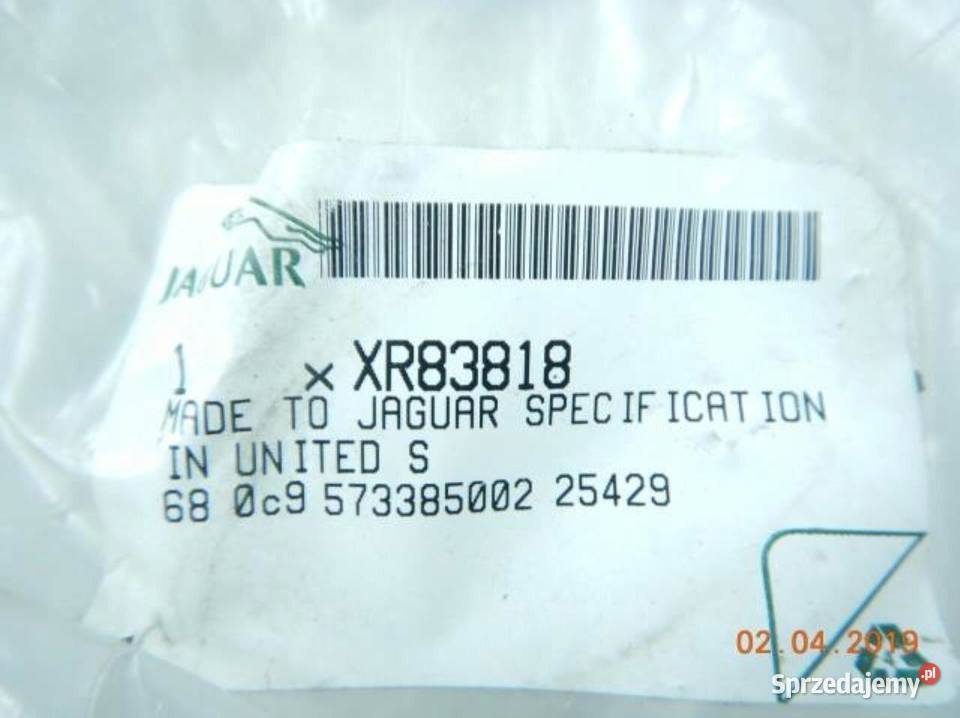 JAGUAR
1 x XR83818
MADE TO JAGUAR SPECIFICATION
IN UNITED S
68 0c9 573385002 25429
02.04.2019
Sprzedajemy.pl